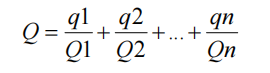 Q = q1/Q1 + q2/Q2 + ... + qn/Qn